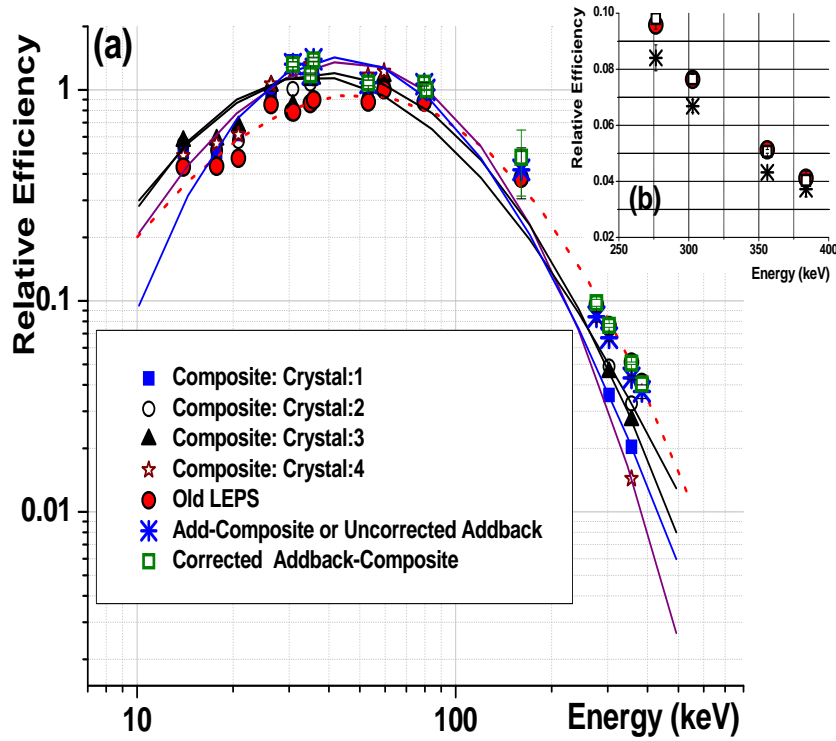 (a)
Relative Efficiency
1
0.1
0.01
10
100
Energy (keV)
Composite: Crystal:1
Composite: Crystal:2
Composite: Crystal:3
Composite: Crystal:4
Old LEPS
Add-Composite or Uncorrected Addback
Corrected Addback-Composite
(b)
Relative Efficiency
0.10
0.08
0.06
0.04
0.02
250
300
350
400
Energy (keV)